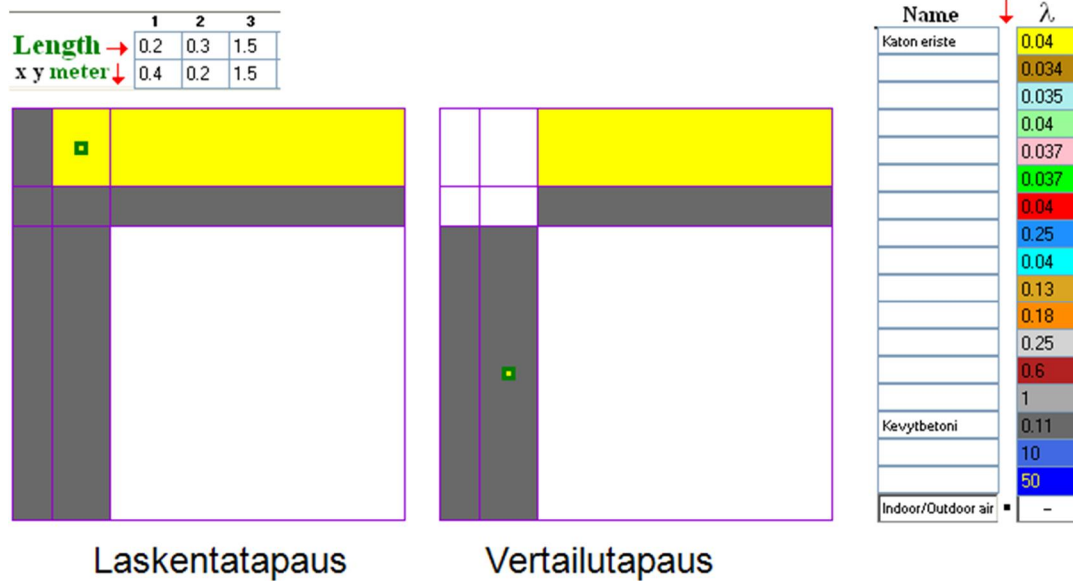 1 2 3
Length → 0.2 0.3 1.5
x y meter ↓ 0.4 0.2 1.5
Laskentatapaus
Vertailutapaus
Name ↓ λ
Katon eriste 0.04
0.034
0.035
0.04
0.037
0.037
0.04
0.25
0.04
0.13
0.18
0.25
0.6
1
Kevytbetoni 0.11
10
50
Indoor/Outdoor air ▪ –